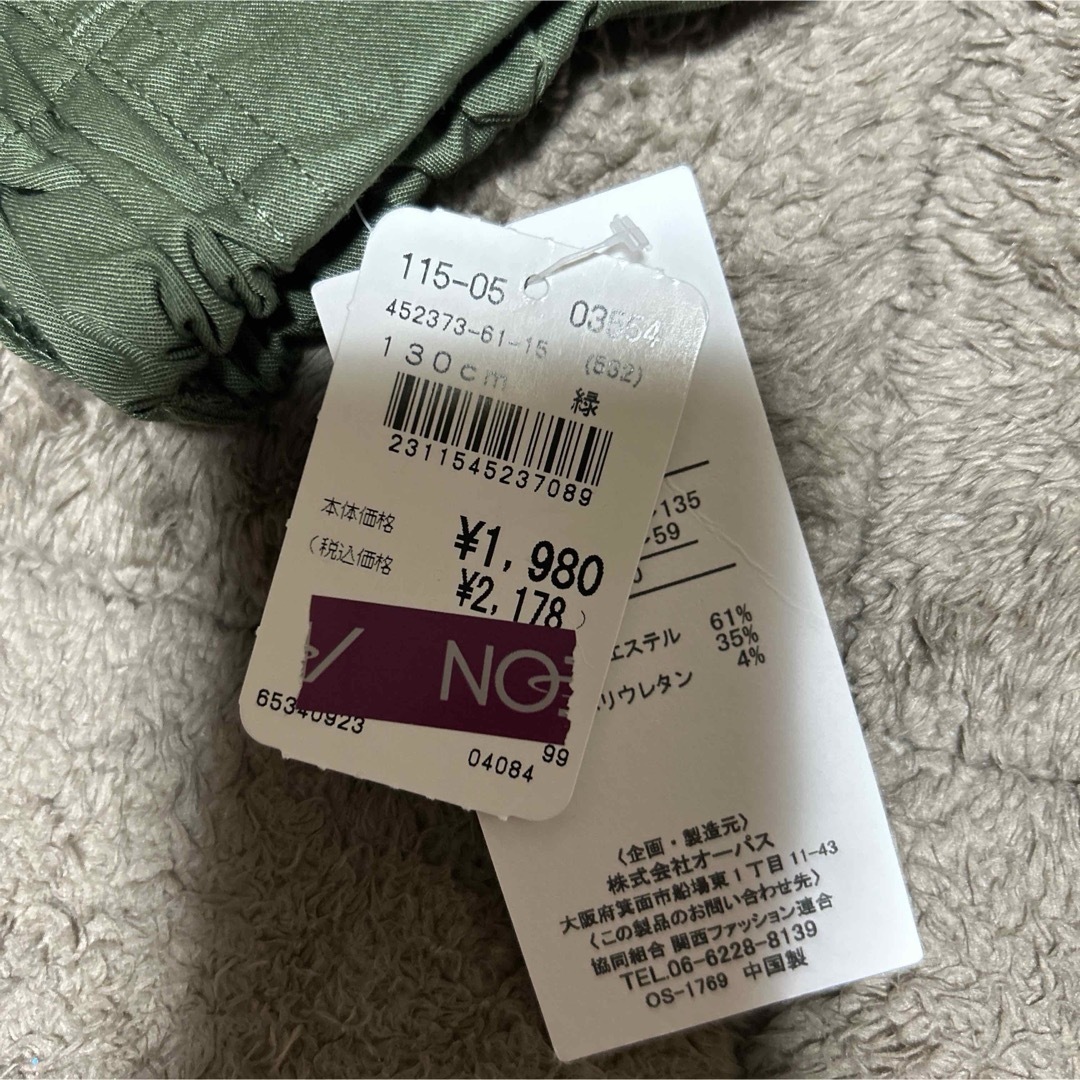 115-05 03554
452373-61-15 (532)
130cm 緑
2311545237089
本体価格 ¥1,980
(税込価格 ¥2,178)
NO
65340923
99
04084
135
59
エステル 61%
35%
リウレタン 4%
〈企画・製造元〉
株式会社オーパス
大阪府箕面市船場東1丁目11-43
〈この製品のお問い合わせ先〉
協同組合 関西ファッション連合
TEL.06-6228-8139
OS-1769 中国製